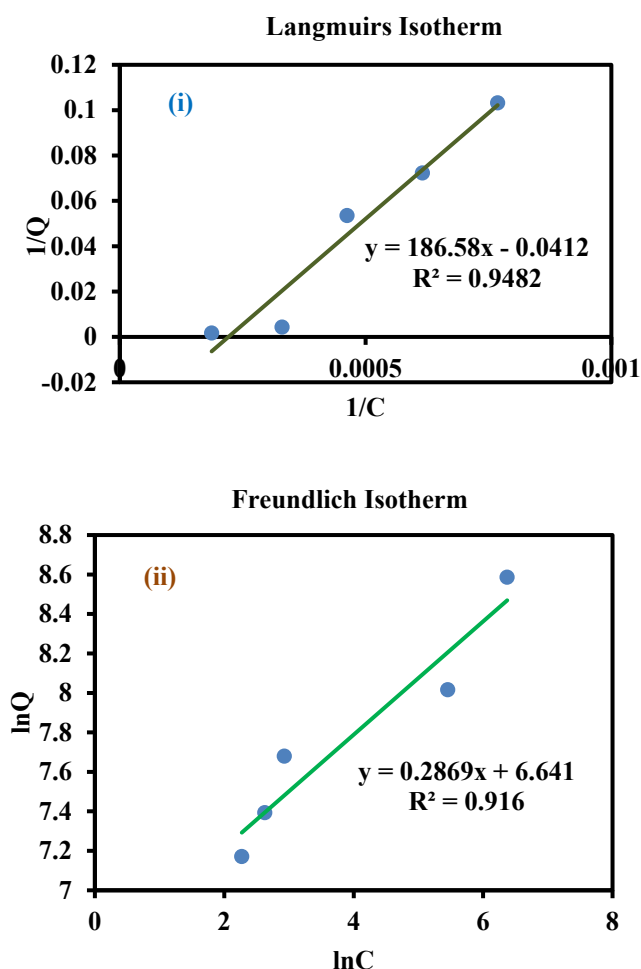 Langmuirs Isotherm
0.12
(i)
0.1
0.08
0.06
1/Q
y = 186.58x - 0.0412
0.04
R² = 0.9482
0.02
0
0 0.0005 0.001
-0.02
1/C
Freundlich Isotherm
8.8
(ii)
8.6
8.4
8.2
8
lnQ
7.8
y = 0.2869x + 6.641
7.6
R² = 0.916
7.4
7.2
7
0 2 4 6 8
lnC